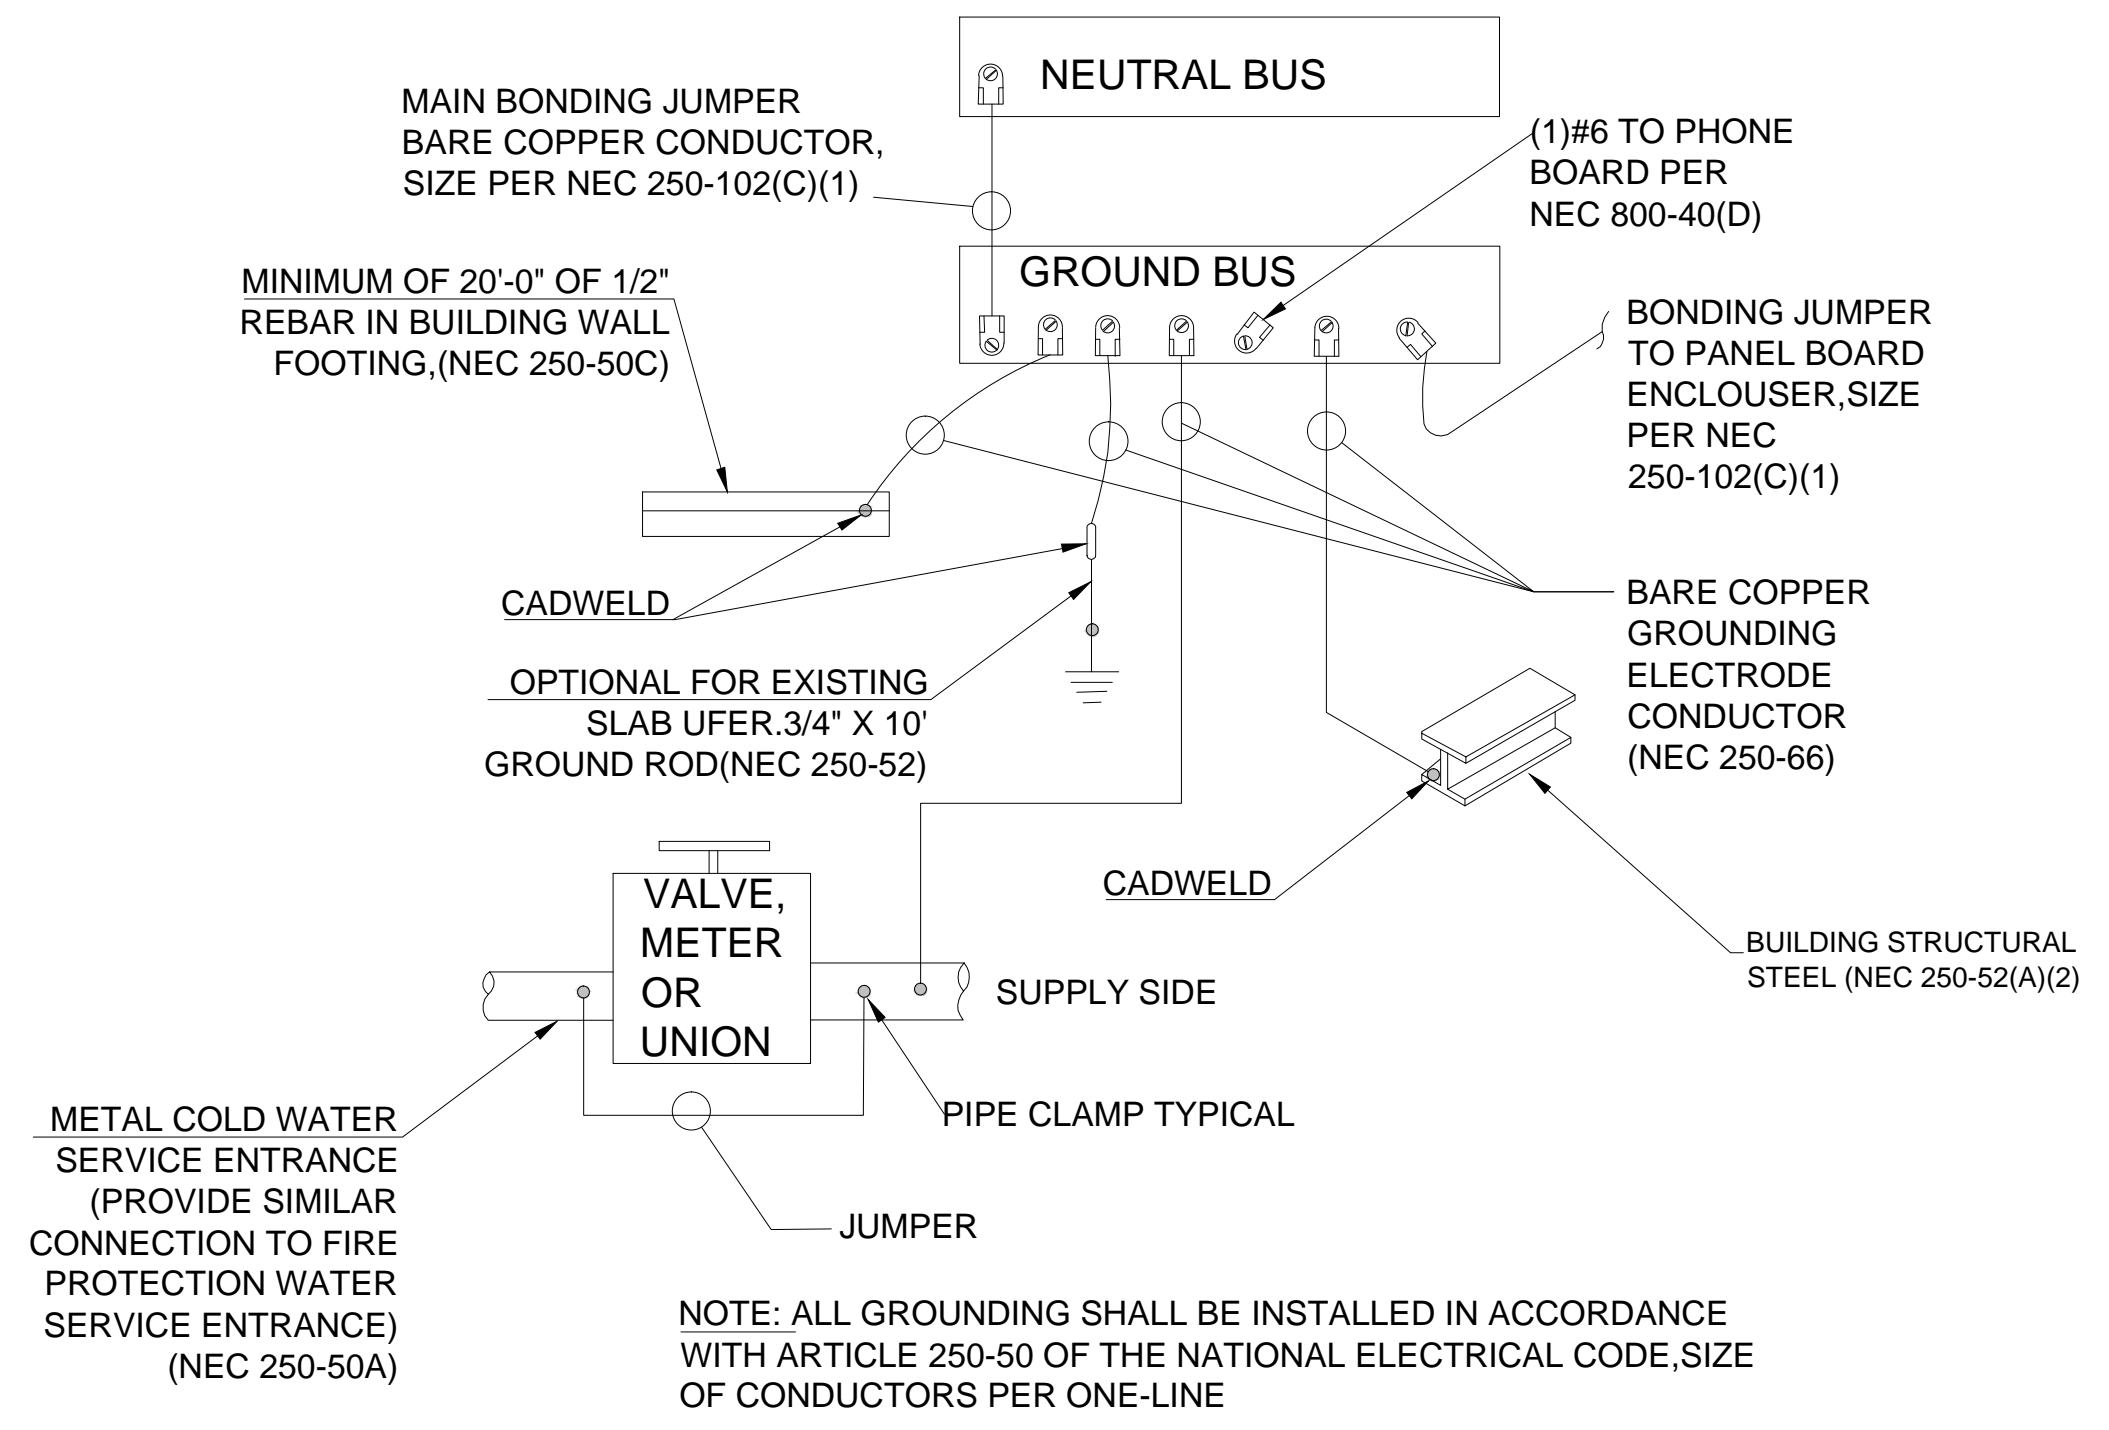 NEUTRAL BUS
MAIN BONDING JUMPER
BARE COPPER CONDUCTOR,
SIZE PER NEC 250-102(C)(1)
(1)#6 TO PHONE
BOARD PER
NEC 800-40(D)
GROUND BUS
MINIMUM OF 20'-0" OF 1/2"
REBAR IN BUILDING WALL
FOOTING,(NEC 250-50C)
BONDING JUMPER
TO PANEL BOARD
ENCLOUSER,SIZE
PER NEC
250-102(C)(1)
CADWELD
BARE COPPER
GROUNDING
ELECTRODE
CONDUCTOR
(NEC 250-66)
OPTIONAL FOR EXISTING
SLAB UFER.3/4" X 10'
GROUND ROD(NEC 250-52)
CADWELD
VALVE,
METER
OR
UNION
BUILDING STRUCTURAL
STEEL (NEC 250-52(A)(2)
SUPPLY SIDE
PIPE CLAMP TYPICAL
METAL COLD WATER
SERVICE ENTRANCE
(PROVIDE SIMILAR
CONNECTION TO FIRE
PROTECTION WATER
SERVICE ENTRANCE)
(NEC 250-50A)
JUMPER
NOTE: ALL GROUNDING SHALL BE INSTALLED IN ACCORDANCE
WITH ARTICLE 250-50 OF THE NATIONAL ELECTRICAL CODE,SIZE
OF CONDUCTORS PER ONE-LINE